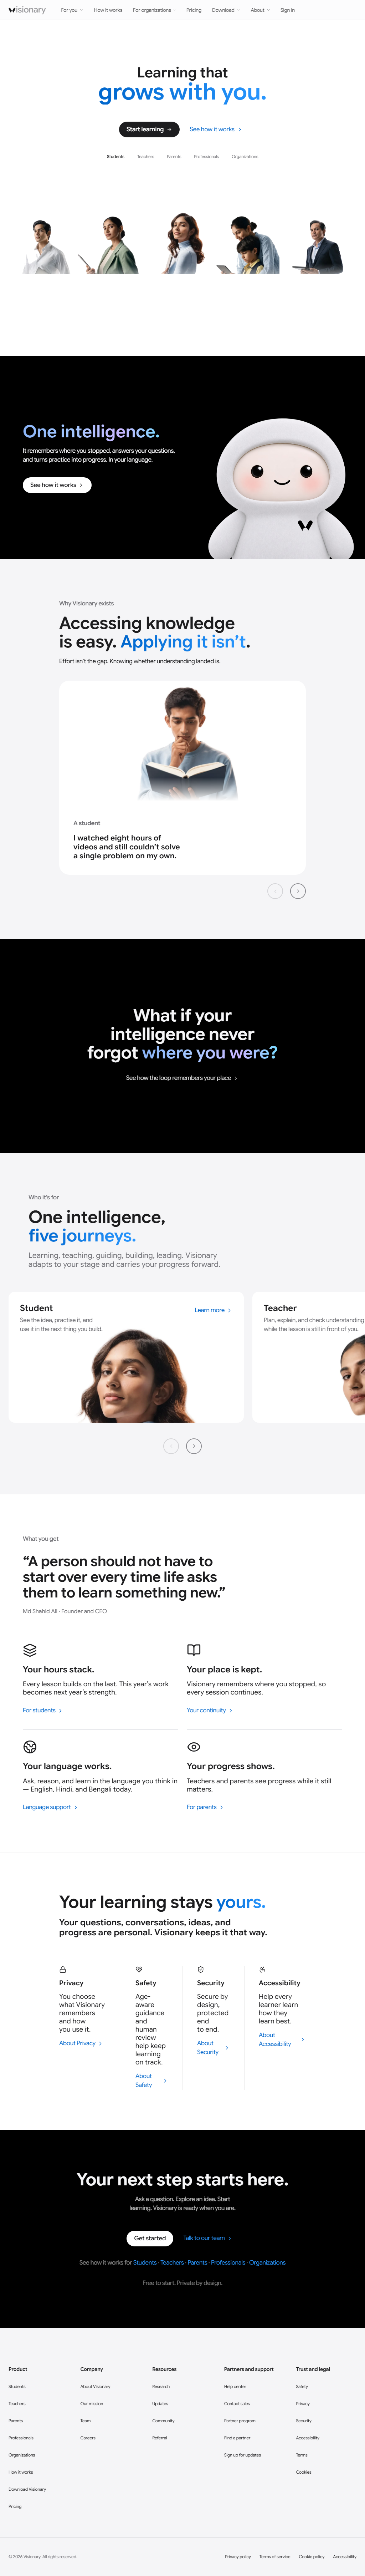 Visionary
For you
How it works
For organizations
Pricing
Download
About
Sign in
Learning that
grows with you.
Start learning
See how it works
Students
Teachers
Parents
Professionals
Organizations
One intelligence.
It remembers where you stopped, answers your questions,
and turns practice into progress. In your language.
See how it works
Why Visionary exists
Accessing knowledge
is easy. Applying it isn't.
Effort isn't the gap. Knowing whether understanding landed is.
A student
I watched eight hours of
videos and still couldn't solve
a single problem on my own.
What if your
intelligence never
forgot where you were?
See how the loop remembers your place
Who it's for
One intelligence,
five journeys.
Learning, teaching, guiding, building, leading. Visionary
adapts to your stage and carries your progress forward.
Student
See the idea, practise it, and
use it in the next thing you build.
Learn more
Teacher
Plan, explain, and check understanding
while the lesson is still in front of you.
What you get
“A person should not have to
start over every time life asks
them to learn something new.”
Md Shahid Ali · Founder and CEO
Your hours stack.
Every lesson builds on the last. This year's work
becomes next year's strength.
For students
Your place is kept.
Visionary remembers where you stopped, so
every session continues.
Your continuity
Your language works.
Ask, reason, and learn in the language you think in
— English, Hindi, and Bengali today.
Language support
Your progress shows.
Teachers and parents see progress while it still
matters.
For parents
Your learning stays yours.
Your questions, conversations, ideas, and
progress are personal. Visionary keeps it that way.
Privacy
You choose
what Visionary
remembers
and how
you use it.
About Privacy
Safety
Age-
aware
guidance
and
human
review
help keep
learning
on track.
About
Safety
Security
Secure by
design,
protected
end
to end.
About
Security
Accessibility
Help every
learner learn
how they
learn best.
About
Accessibility
Your next step starts here.
Ask a question. Explore an idea. Start
learning. Visionary is ready when you are.
Get started
Talk to our team
See how it works for Students · Teachers · Parents · Professionals · Organizations
Free to start. Private by design.
Product
Students
Teachers
Parents
Professionals
Organizations
How it works
Download Visionary
Pricing
Company
About Visionary
Our mission
Team
Careers
Resources
Research
Updates
Community
Referral
Partners and support
Help center
Contact sales
Partner program
Find a partner
Sign up for updates
Trust and legal
Safety
Privacy
Security
Accessibility
Terms
Cookies
© 2026 Visionary. All rights reserved.
Privacy policy
Terms of service
Cookie policy
Accessibility